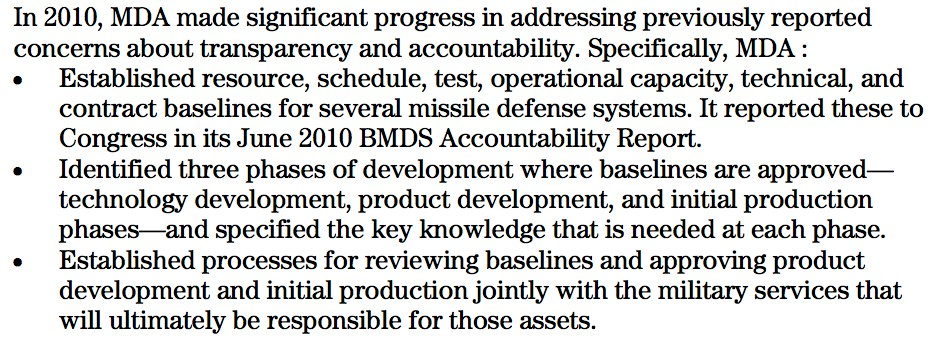 In 2010, MDA made significant progress in addressing previously reported
concerns about transparency and accountability. Specifically, MDA :
• Established resource, schedule, test, operational capacity, technical, and
contract baselines for several missile defense systems. It reported these to
Congress in its June 2010 BMDS Accountability Report.
• Identified three phases of development where baselines are approved—
technology development, product development, and initial production
phases—and specified the key knowledge that is needed at each phase.
• Established processes for reviewing baselines and approving product
development and initial production jointly with the military services that
will ultimately be responsible for those assets.